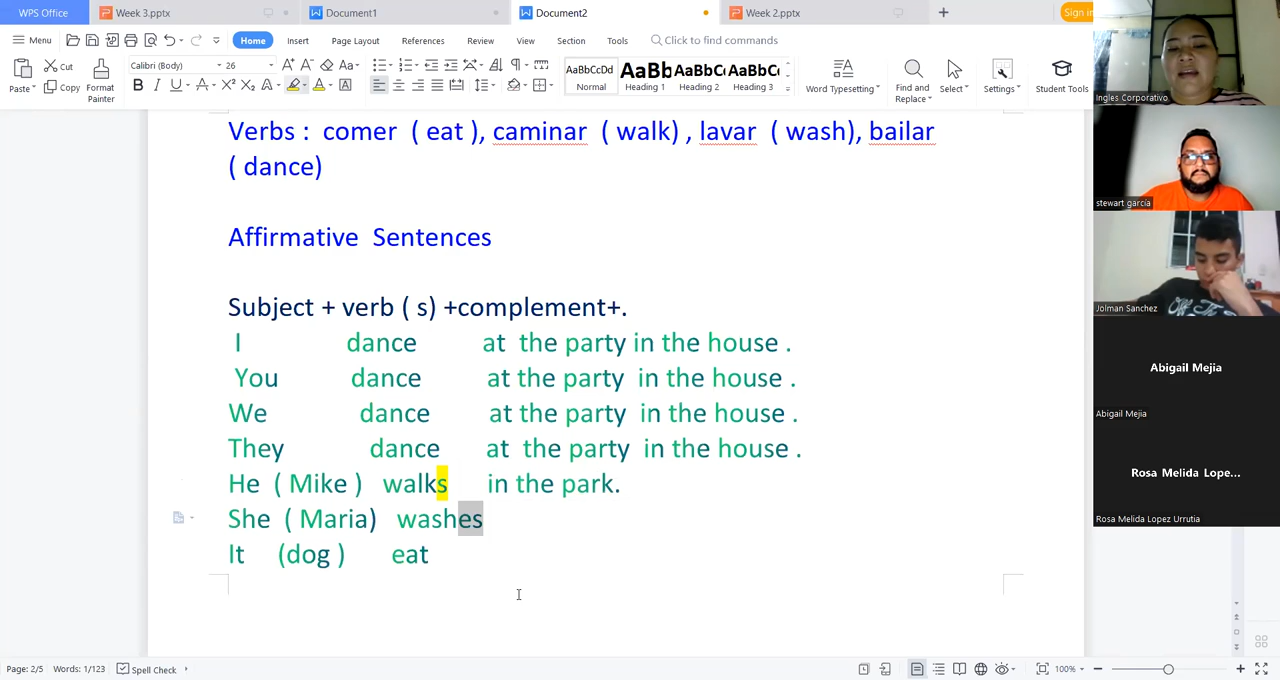 WPS Office Week 3.pptx Document1 Document2 Week 2.pptx + Sign in
Menu Home Insert Page Layout References Review View Section Tools Click to find commands
Paste Cut Copy Format Painter Calibri (Body) 26 AaBbCcDd Normal AaBb Heading 1 AaBbCc Heading 2 AaBbCc Heading 3 Word Typesetting Find and Replace Select Settings Student Tools
Verbs : comer ( eat ), caminar ( walk) , lavar ( wash), bailar
( dance)
Affirmative Sentences
Subject + verb ( s) +complement+.
I dance at the party in the house .
You dance at the party in the house .
We dance at the party in the house .
They dance at the party in the house .
He ( Mike ) walks in the park.
She ( Maria) washes
It (dog ) eat
Ingles Corporativo
stewart garcía
Jolman Sanchez
Abigail Mejia
Abigail Mejia
Rosa Melida Lope...
Rosa Melida Lopez Urrutia
Page: 2/5 Words: 1/123 Spell Check 100%